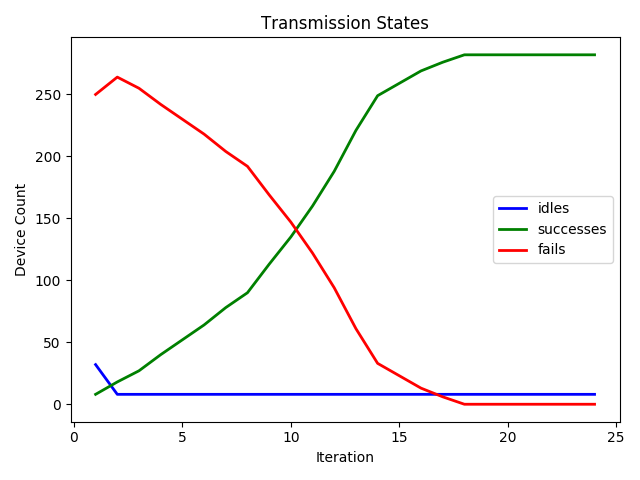 Transmission States
Device Count
250
200
150
100
50
0
idles
successes
fails
0 5 10 15 20 25
Iteration